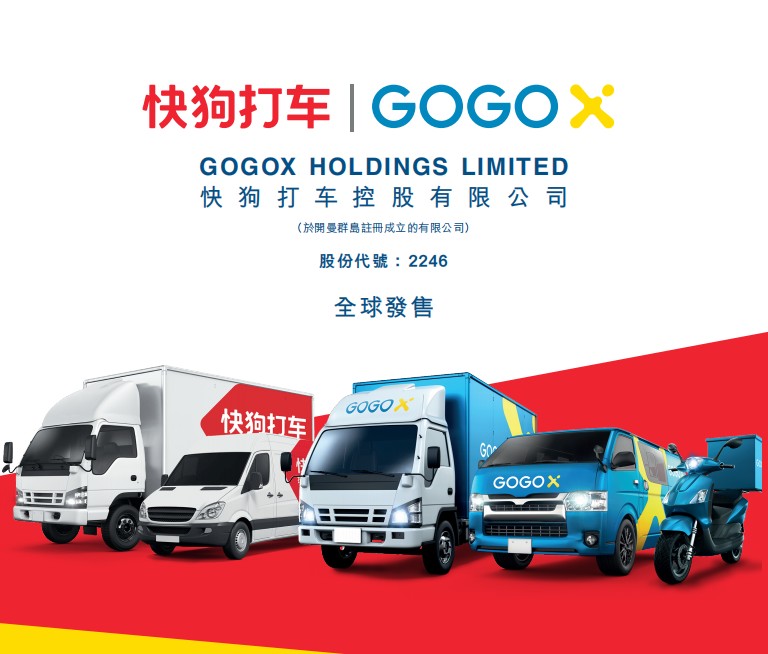 快狗打车 | GOGOX
GOGOX HOLDINGS LIMITED
快狗打车控股有限公司
（於開曼群島註冊成立的有限公司）
股份代號：2246
全球發售
快狗打车
GOGOX
GOGOX